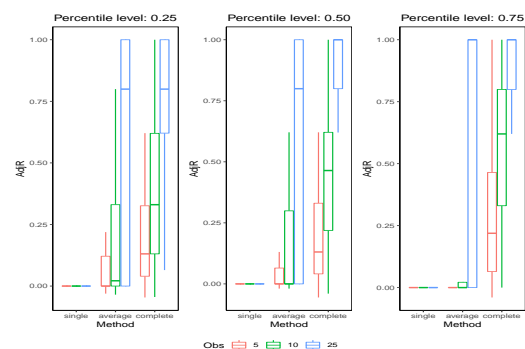 Percentile level: 0.25
AdjR
1.00
0.75
0.50
0.25
0.00
single average complete
Method
Percentile level: 0.50
AdjR
1.00
0.75
0.50
0.25
0.00
single average complete
Method
Percentile level: 0.75
AdjR
1.00
0.75
0.50
0.25
0.00
single average complete
Method
Obs 5 10 25